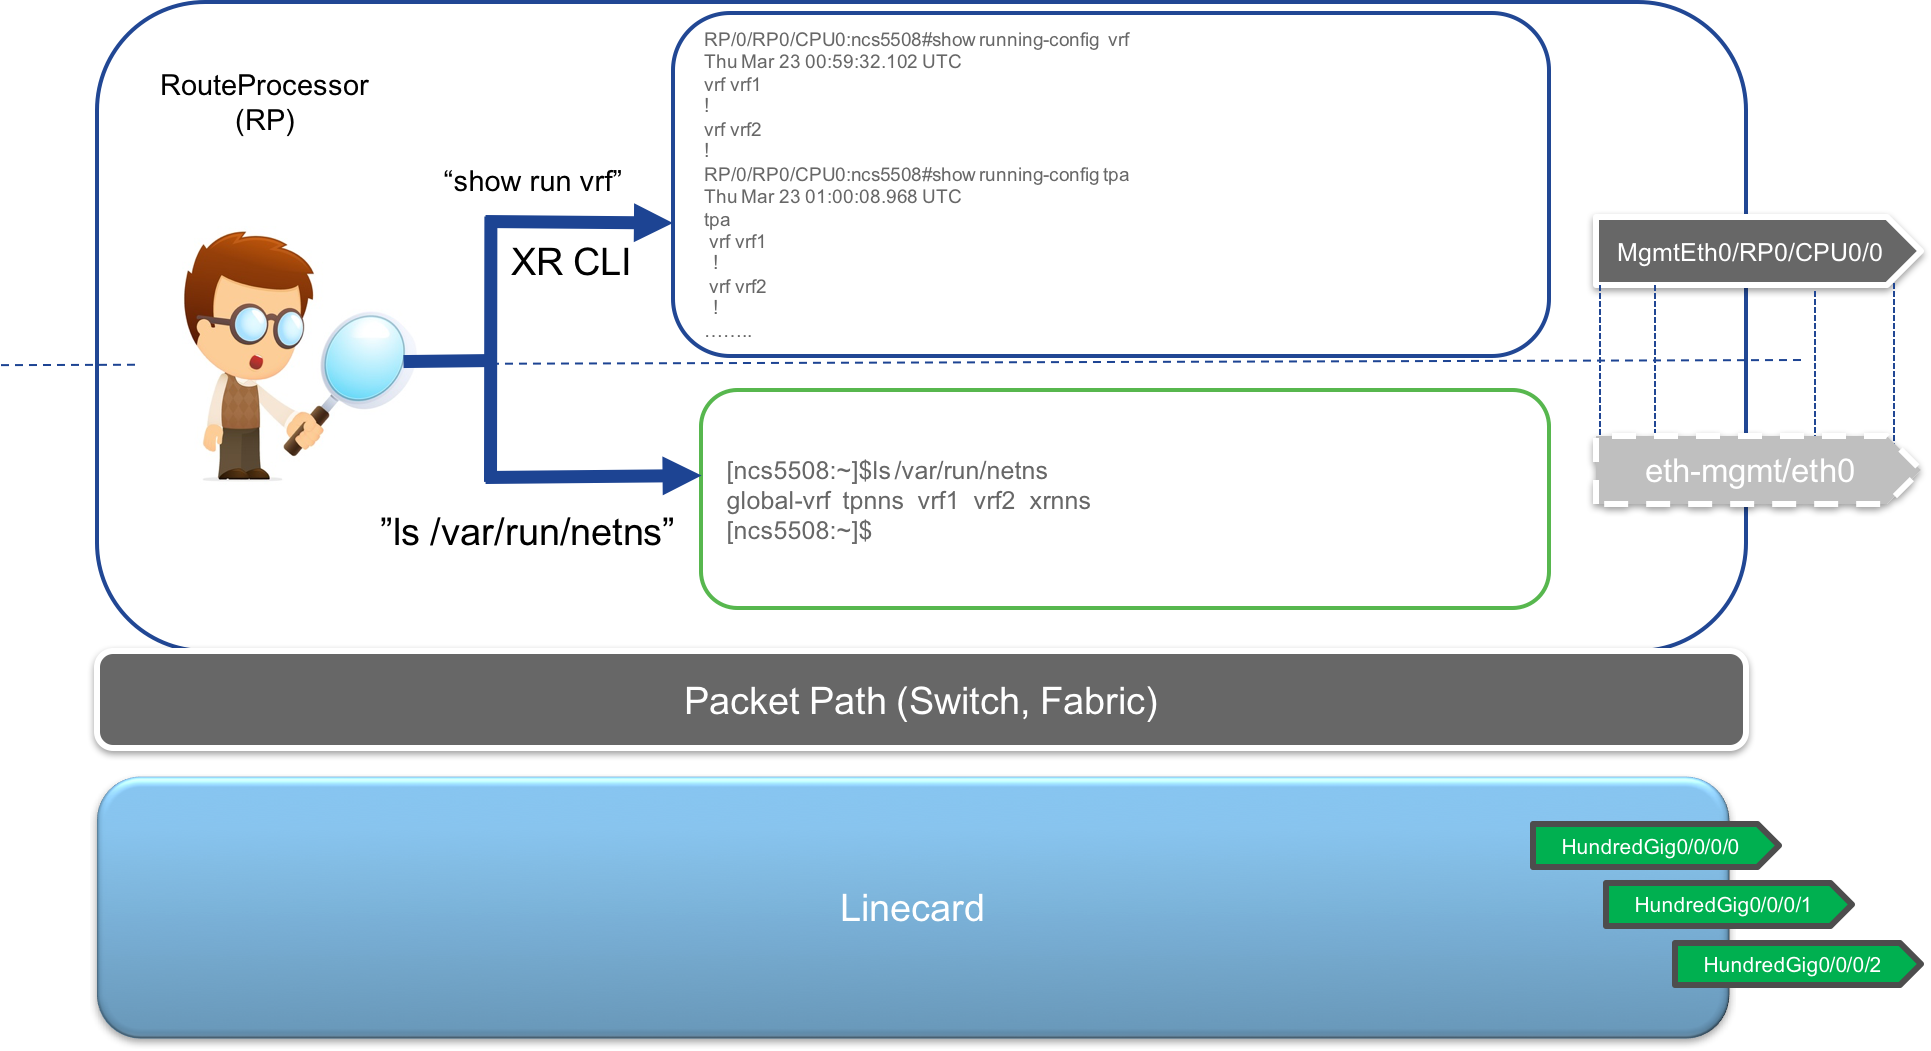 RouteProcessor
(RP)
“show run vrf”
XR CLI
RP/0/RP0/CPU0:ncs5508#show running-config vrf
Thu Mar 23 00:59:32.102 UTC
vrf vrf1
!
vrf vrf2
!
RP/0/RP0/CPU0:ncs5508#show running-config tpa
Thu Mar 23 01:00:08.968 UTC
tpa
vrf vrf1
!
vrf vrf2
!
……..
MgmtEth0/RP0/CPU0/0
”ls /var/run/netns”
[ncs5508:~]$ls /var/run/netns
global-vrf tpnns vrf1 vrf2 xrnns
[ncs5508:~]$
eth-mgmt/eth0
Packet Path (Switch, Fabric)
Linecard
HundredGig0/0/0/0
HundredGig0/0/0/1
HundredGig0/0/0/2